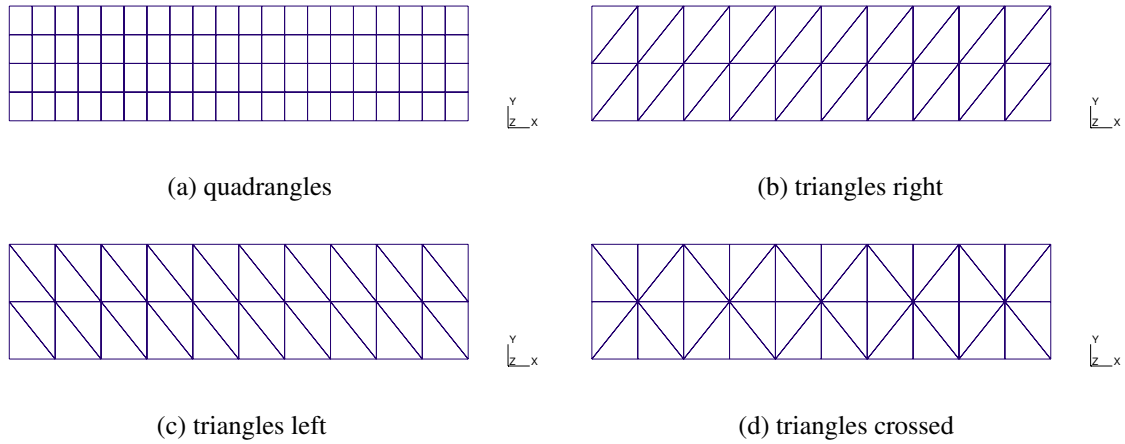 Y
Z X
Y
Z X
(a) quadrangles
(b) triangles right
Y
Z X
Y
Z X
(c) triangles left
(d) triangles crossed